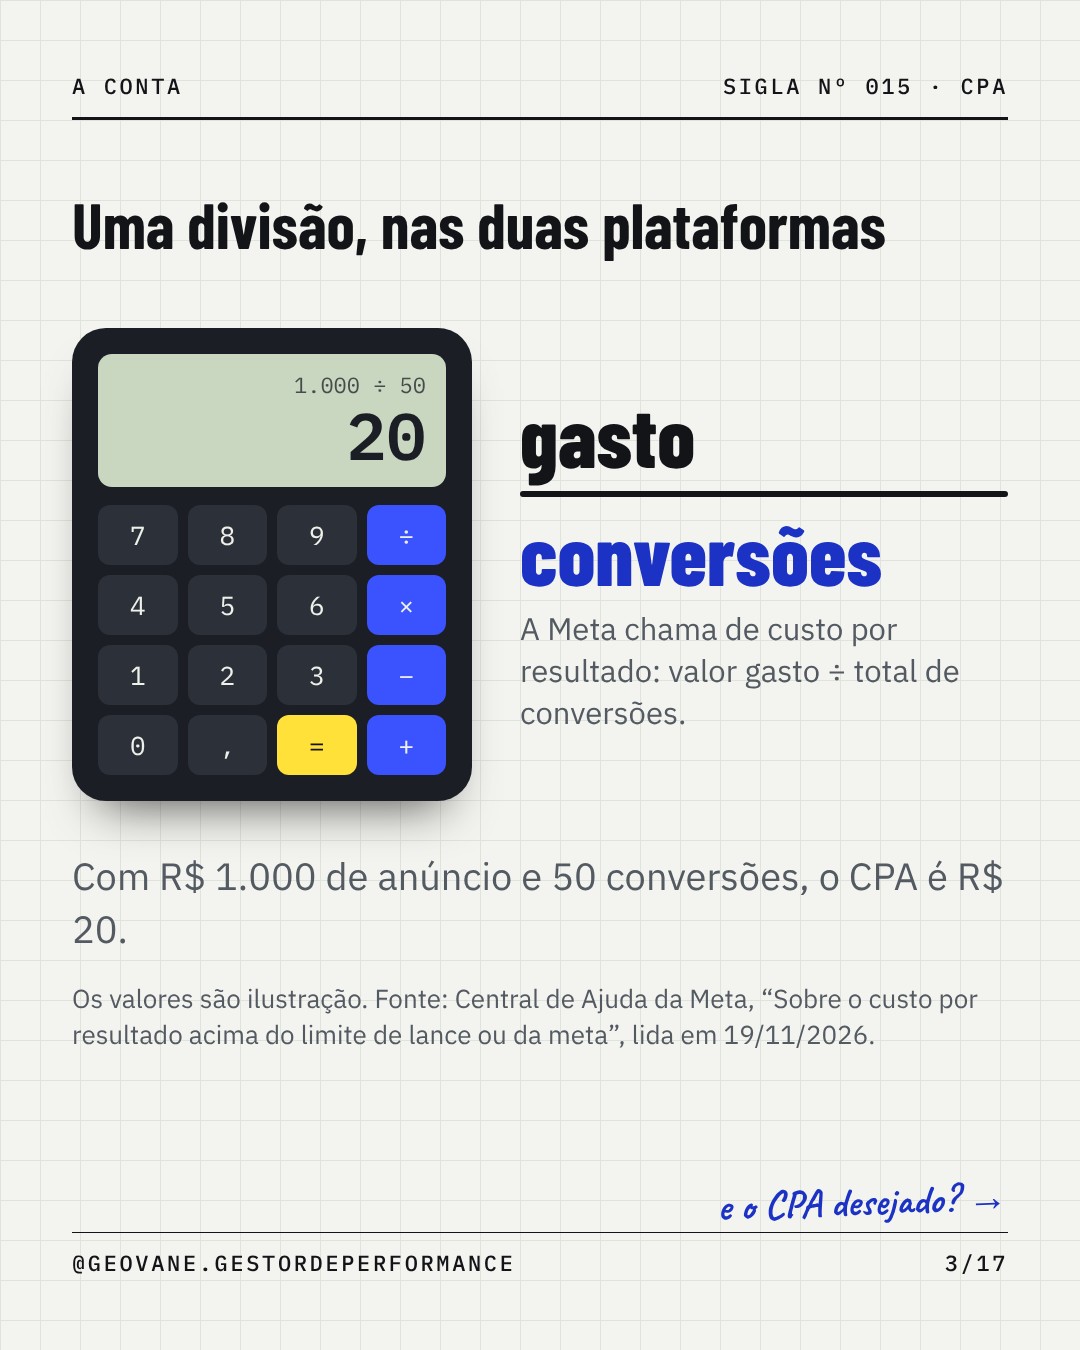 A CONTA
SIGLA Nº 015 · CPA
Uma divisão, nas duas plataformas
1.000 ÷ 50
20
7 8 9 ÷
4 5 6 ×
1 2 3 −
0 , = +
gasto
conversões
A Meta chama de custo por
resultado: valor gasto ÷ total de
conversões.
Com R$ 1.000 de anúncio e 50 conversões, o CPA é R$
20.
Os valores são ilustração. Fonte: Central de Ajuda da Meta, “Sobre o custo por
resultado acima do limite de lance ou da meta”, lida em 19/11/2026.
e o CPA desejado? →
@GEOVANE.GESTORDEPERFORMANCE
3/17